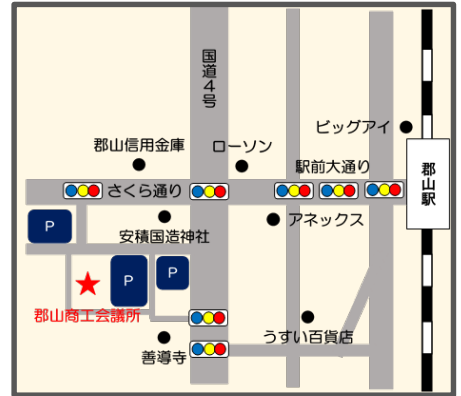 国道4号
ビッグアイ
郡山信用金庫
ローソン
駅前大通り
郡山駅
さくら通り
P
安積国造神社
アネックス
P
P
郡山商工会議所
うすい百貨店
善導寺